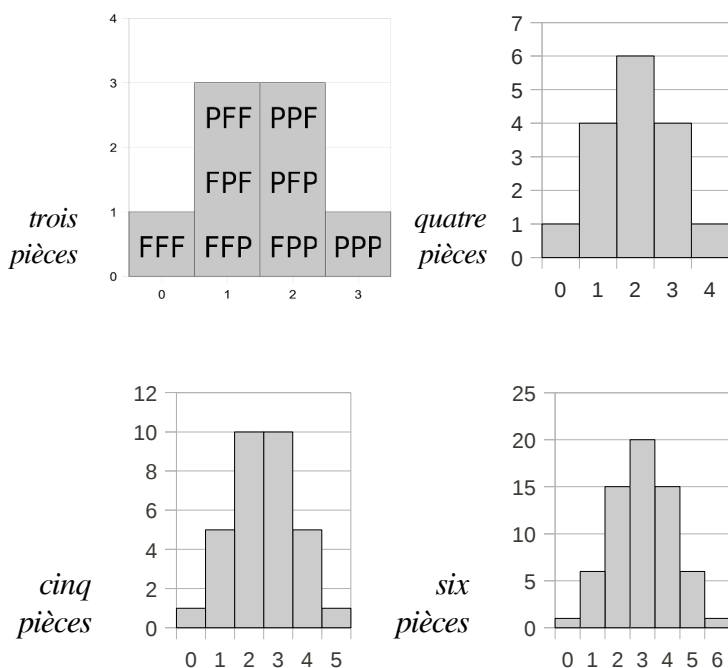 4
3
2
1
0
PFF PPF
FPF PFP
FFF FFP FPP PPP
0 1 2 3
trois
pièces
7
6
5
4
3
2
1
0
0 1 2 3 4
quatre
pièces
12
10
8
6
4
2
0
0 1 2 3 4 5
cinq
pièces
25
20
15
10
5
0
0 1 2 3 4 5 6
six
pièces